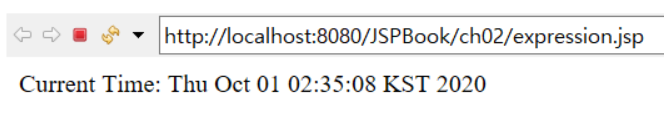 http://localhost:8080/JSPBook/ch02/expression.jsp
Current Time: Thu Oct 01 02:35:08 KST 2020